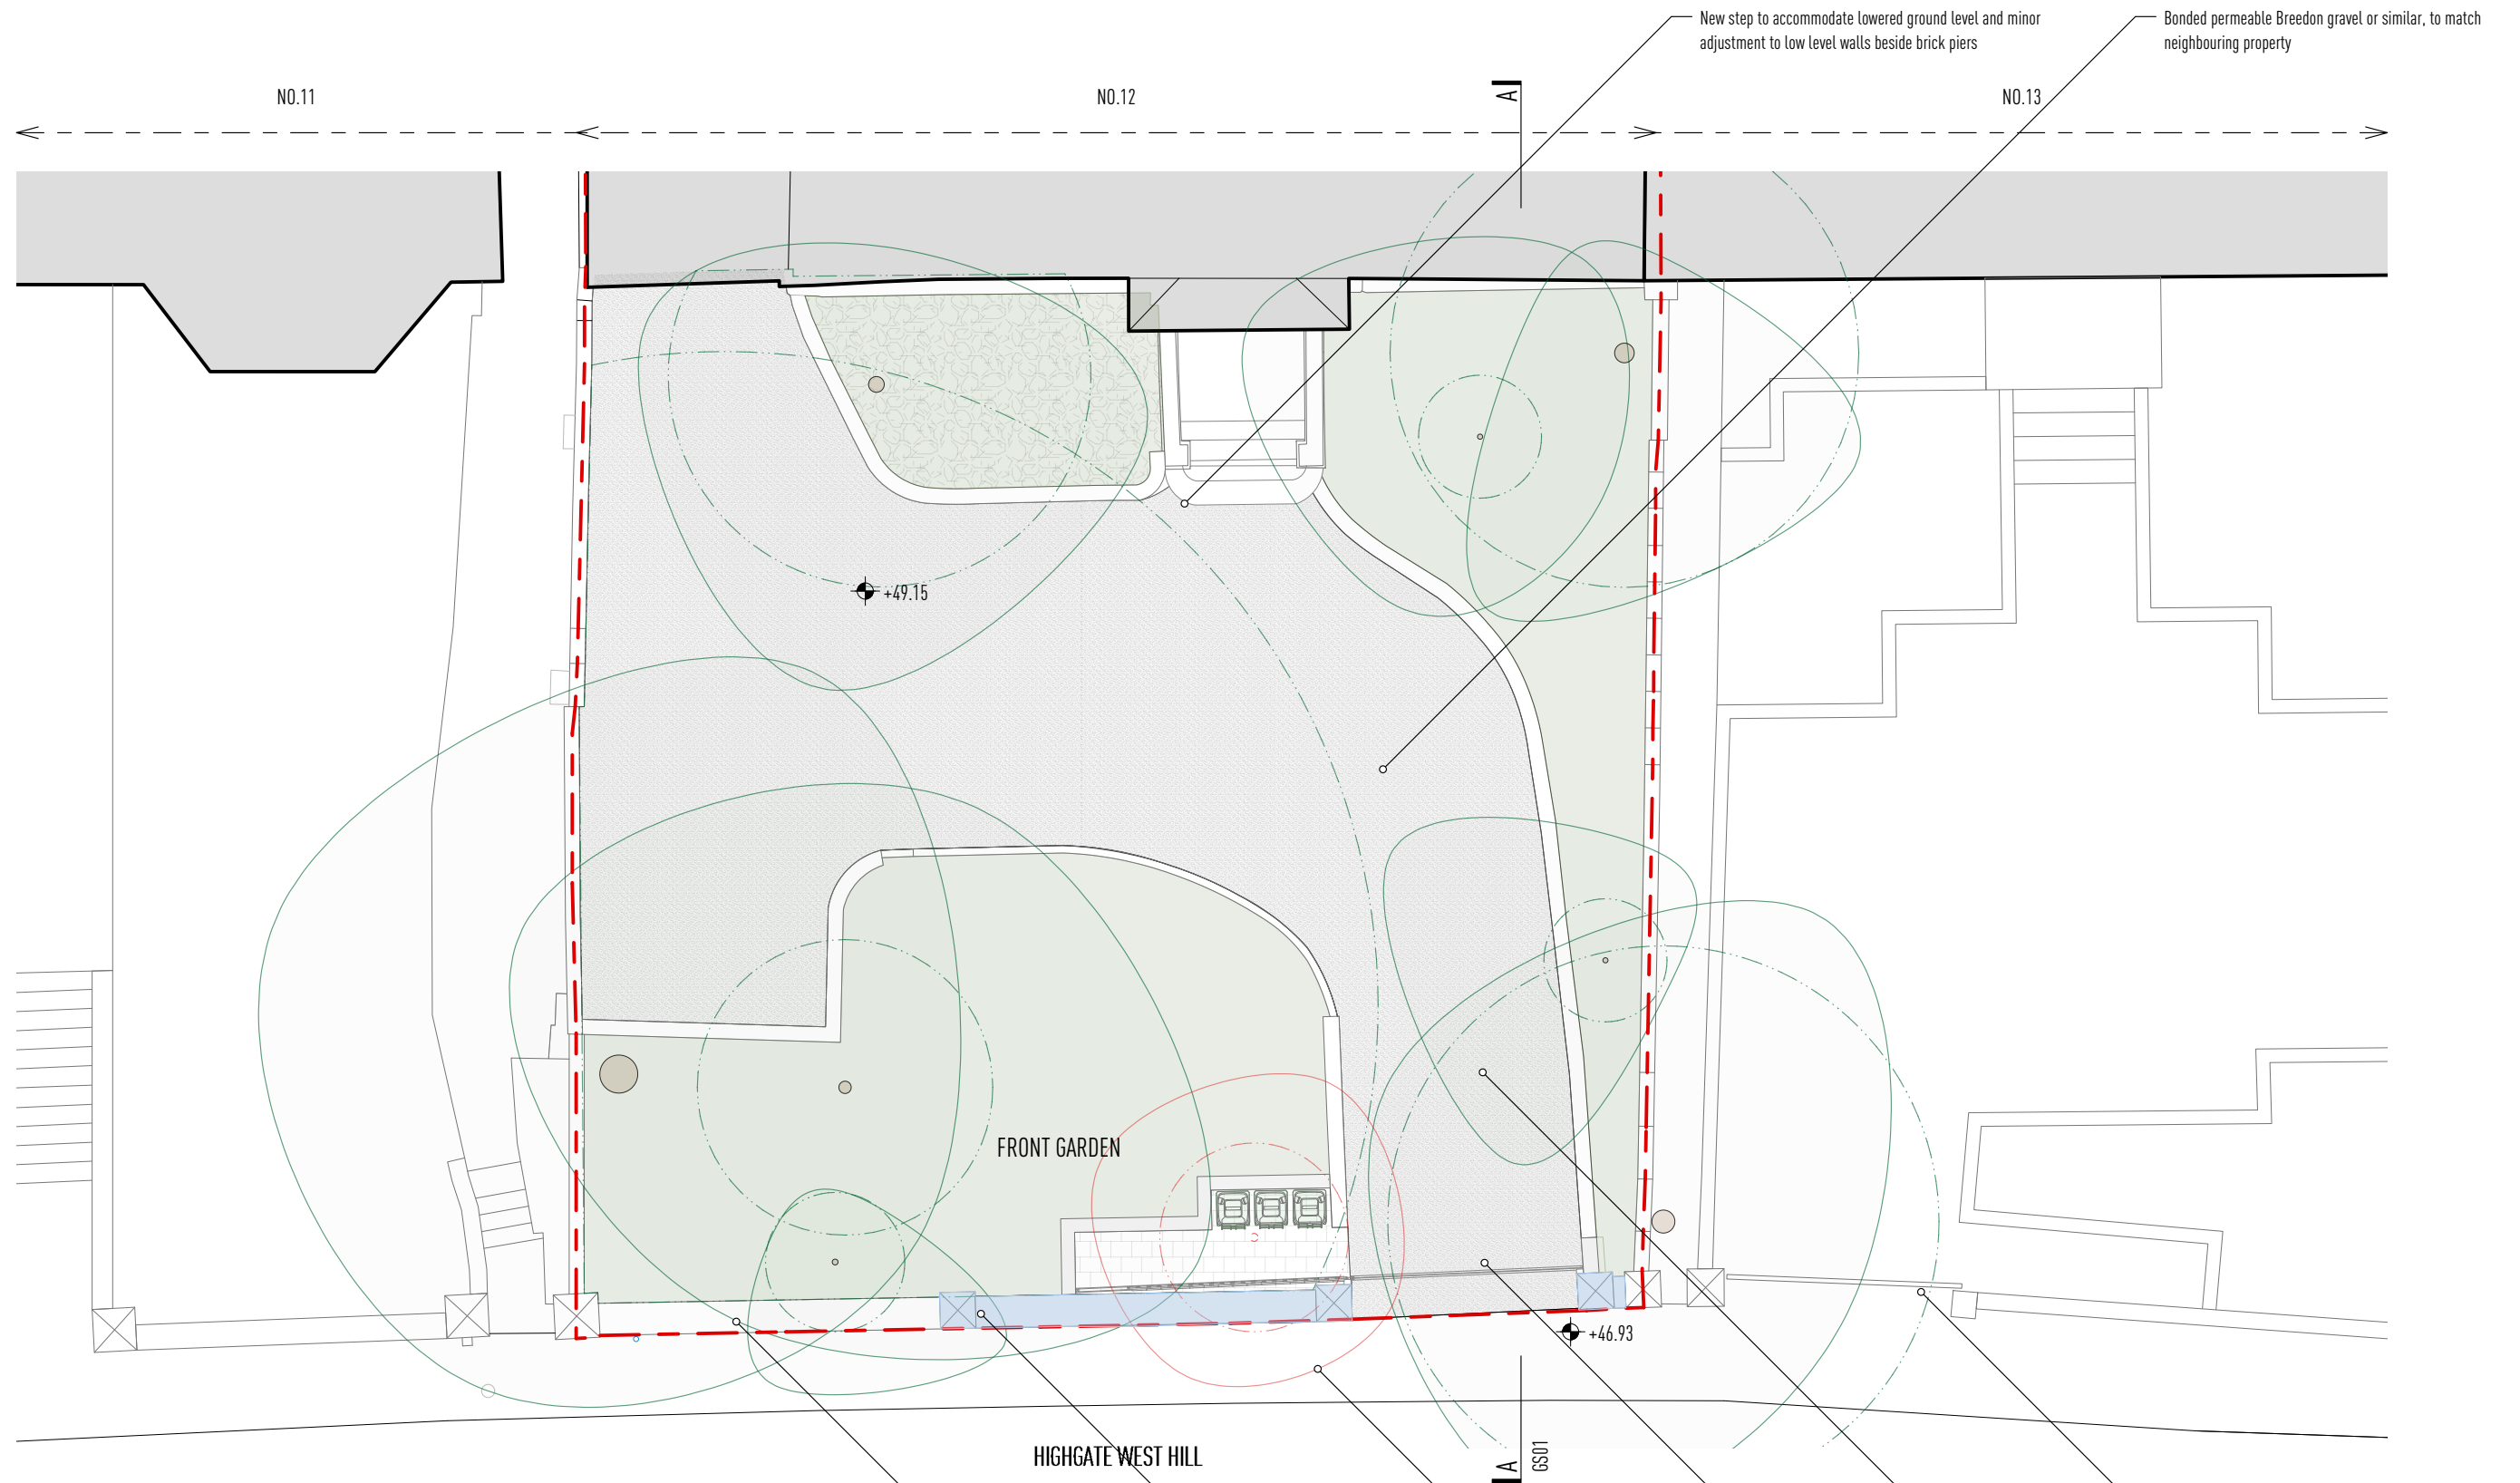 New step to accommodate lowered ground level and minor
adjustment to low level walls beside brick piers
Bonded permeable Breedon gravel or similar, to match
neighbouring property
NO.11
NO.12
A
NO.13
+49.15
FRONT GARDEN
+46.93
HIGHGATE WEST HILL
A
GS01